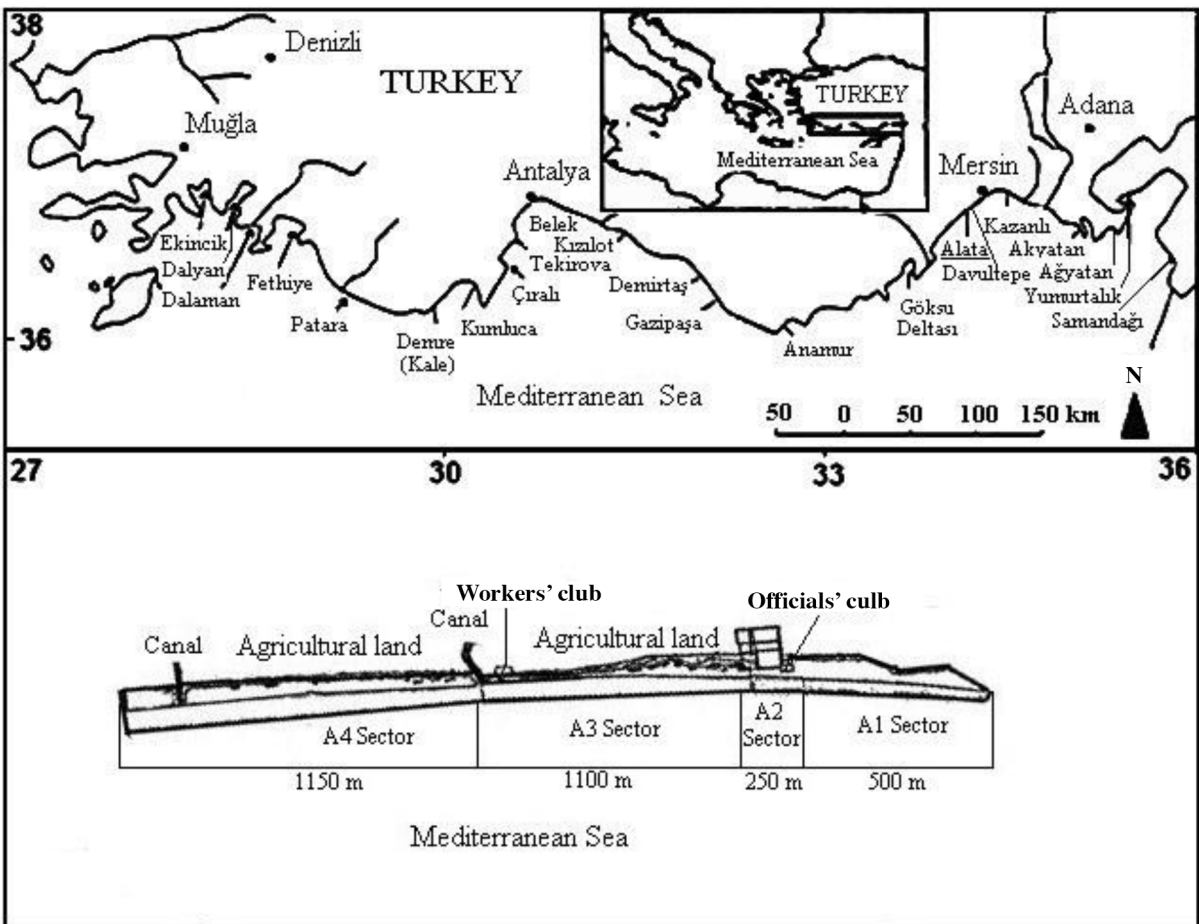 38
Denizli
TURKEY
Muğla
Antalya
TURKEY
Mediterranean Sea
Adana
Mersin
Ekincik
Dalyan
Dalaman
Fethiye
Patara
Demre
(Kale)
Kumluca
Belek
Kızılot
Tekirova
Çıralı
Demirtaş
Gazipaşa
Anamur
Göksu
Deltası
Kazanlı
Alata
Akyatan
Davultepe
Ağyatan
Yumurtalık
Samandağı
36
Mediterranean Sea
N
50 0 50 100 150 km
27 30 33 36
Workers' club
Officials' culb
Canal
Canal
Agricultural land
Agricultural land
A4 Sector
A3 Sector
A2
Sector
A1 Sector
1150 m
1100 m
250 m
500 m
Mediterranean Sea